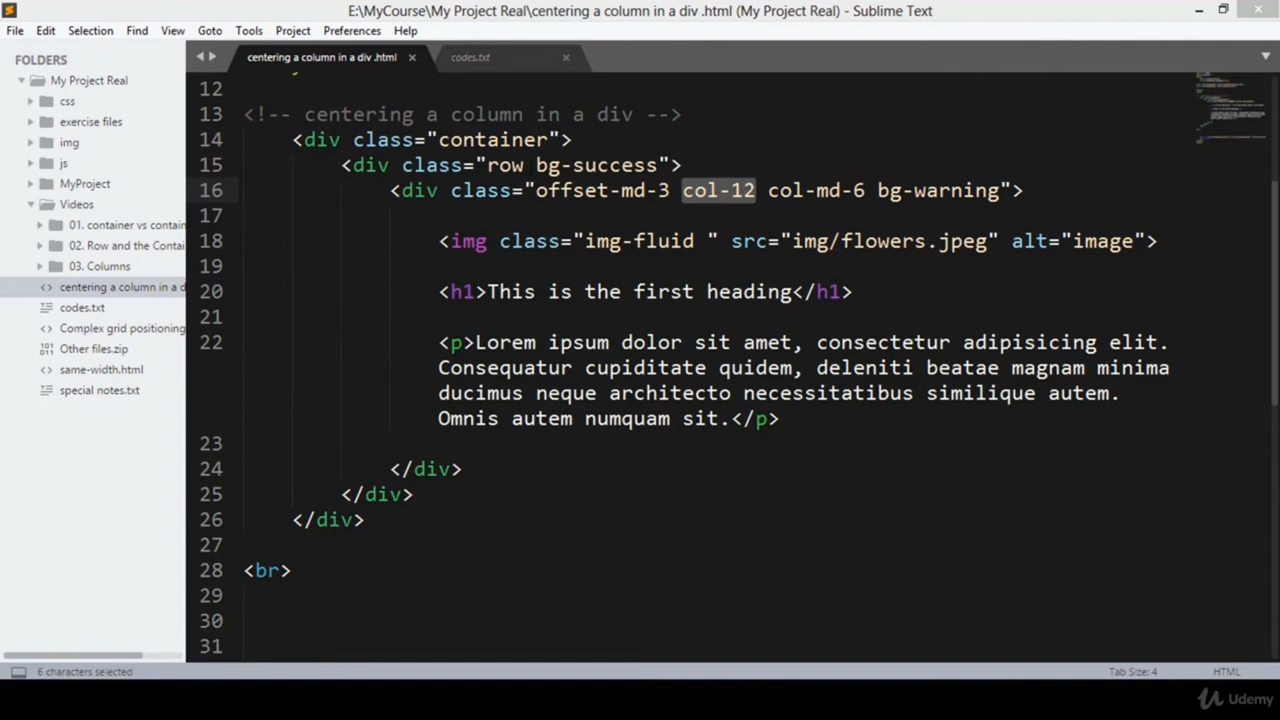 E:\MyCourse\My Project Real\centering a column in a div .html (My Project Real) - Sublime Text
File Edit Selection Find View Goto Tools Project Preferences Help
FOLDERS
My Project Real
css
exercise files
img
js
MyProject
Videos
01. container vs contain
02. Row and the Contai
03. Columns
centering a column in a d
codes.txt
Complex grid positioning
Other files.zip
same-width.html
special notes.txt
centering a column in a div .html codes.txt
12
13 <!-- centering a column in a div -->
14 <div class="container">
15 <div class="row bg-success">
16 <div class="offset-md-3 col-12 col-md-6 bg-warning">
17
18 <img class="img-fluid " src="img/flowers.jpeg" alt="image">
19
20 <h1>This is the first heading</h1>
21
22 <p>Lorem ipsum dolor sit amet, consectetur adipisicing elit.
Consequatur cupiditate quidem, deleniti beatae magnam minima
ducimus neque architecto necessitatibus similique autem.
Omnis autem numquam sit.</p>
23
24 </div>
25 </div>
26 </div>
27
28 <br>
29
30
31
6 characters selected Tab Size: 4 HTML
Udemy